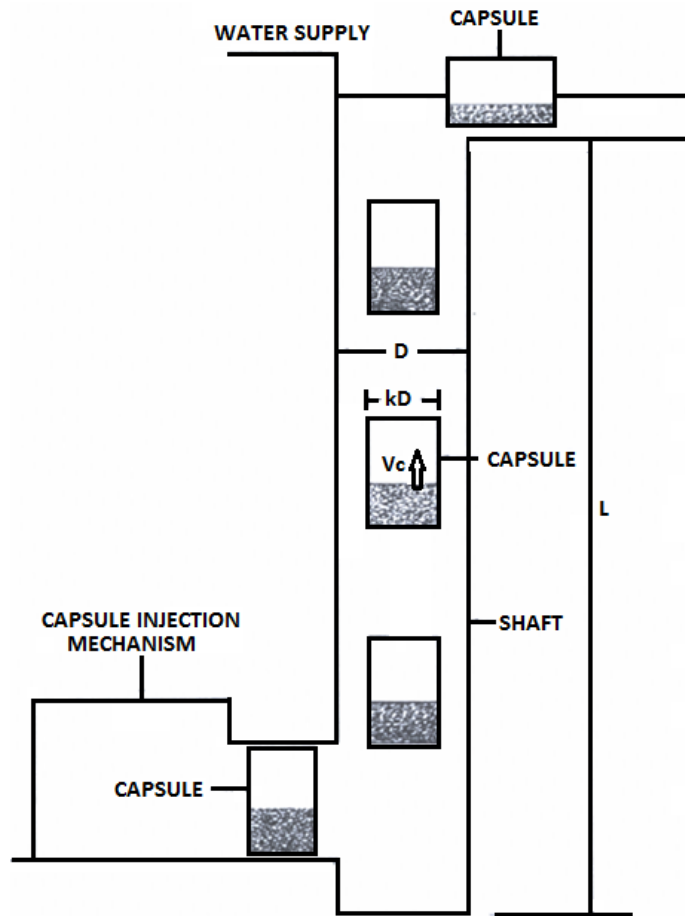 CAPSULE
WATER SUPPLY
D
kD
Vc
CAPSULE
L
SHAFT
CAPSULE INJECTION
MECHANISM
CAPSULE